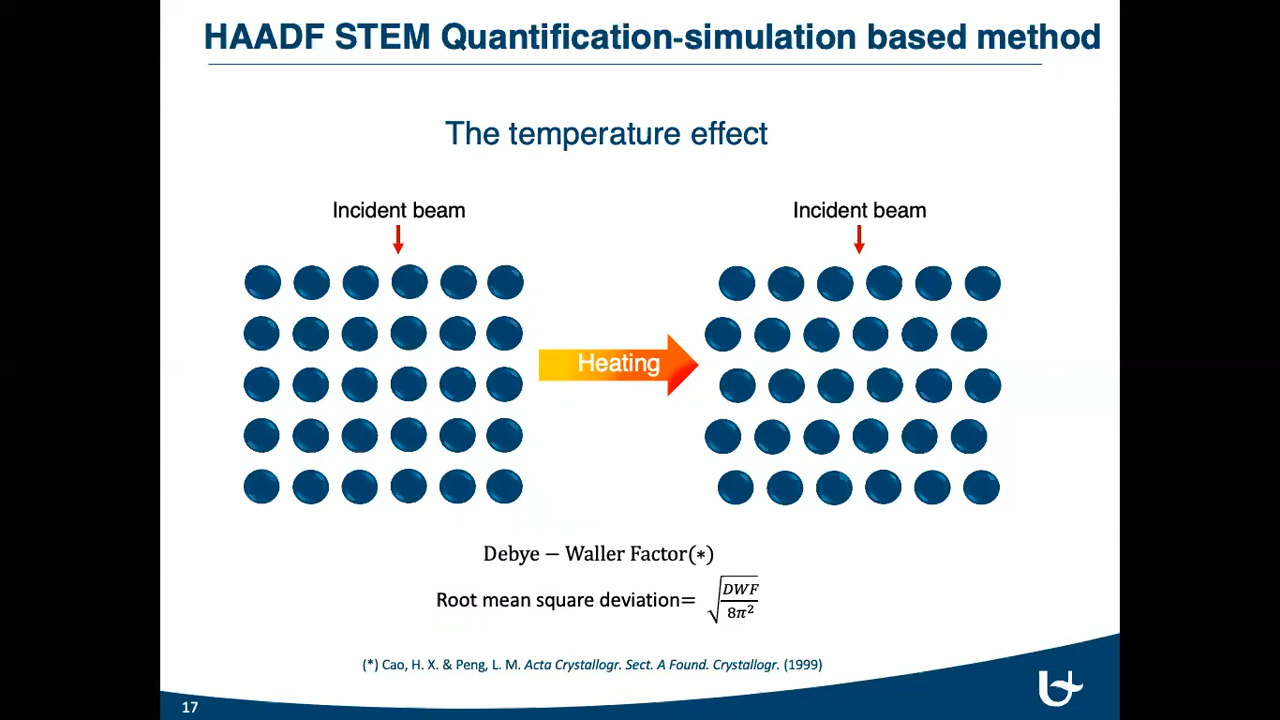 HAADF STEM Quantification-simulation based method
The temperature effect
Incident beam
Incident beam
Heating
Debye − Waller Factor(∗)
Root mean square deviation= √(DWF/8π²)
(*) Cao, H. X. & Peng, L. M. Acta Crystallogr. Sect. A Found. Crystallogr. (1999)
17